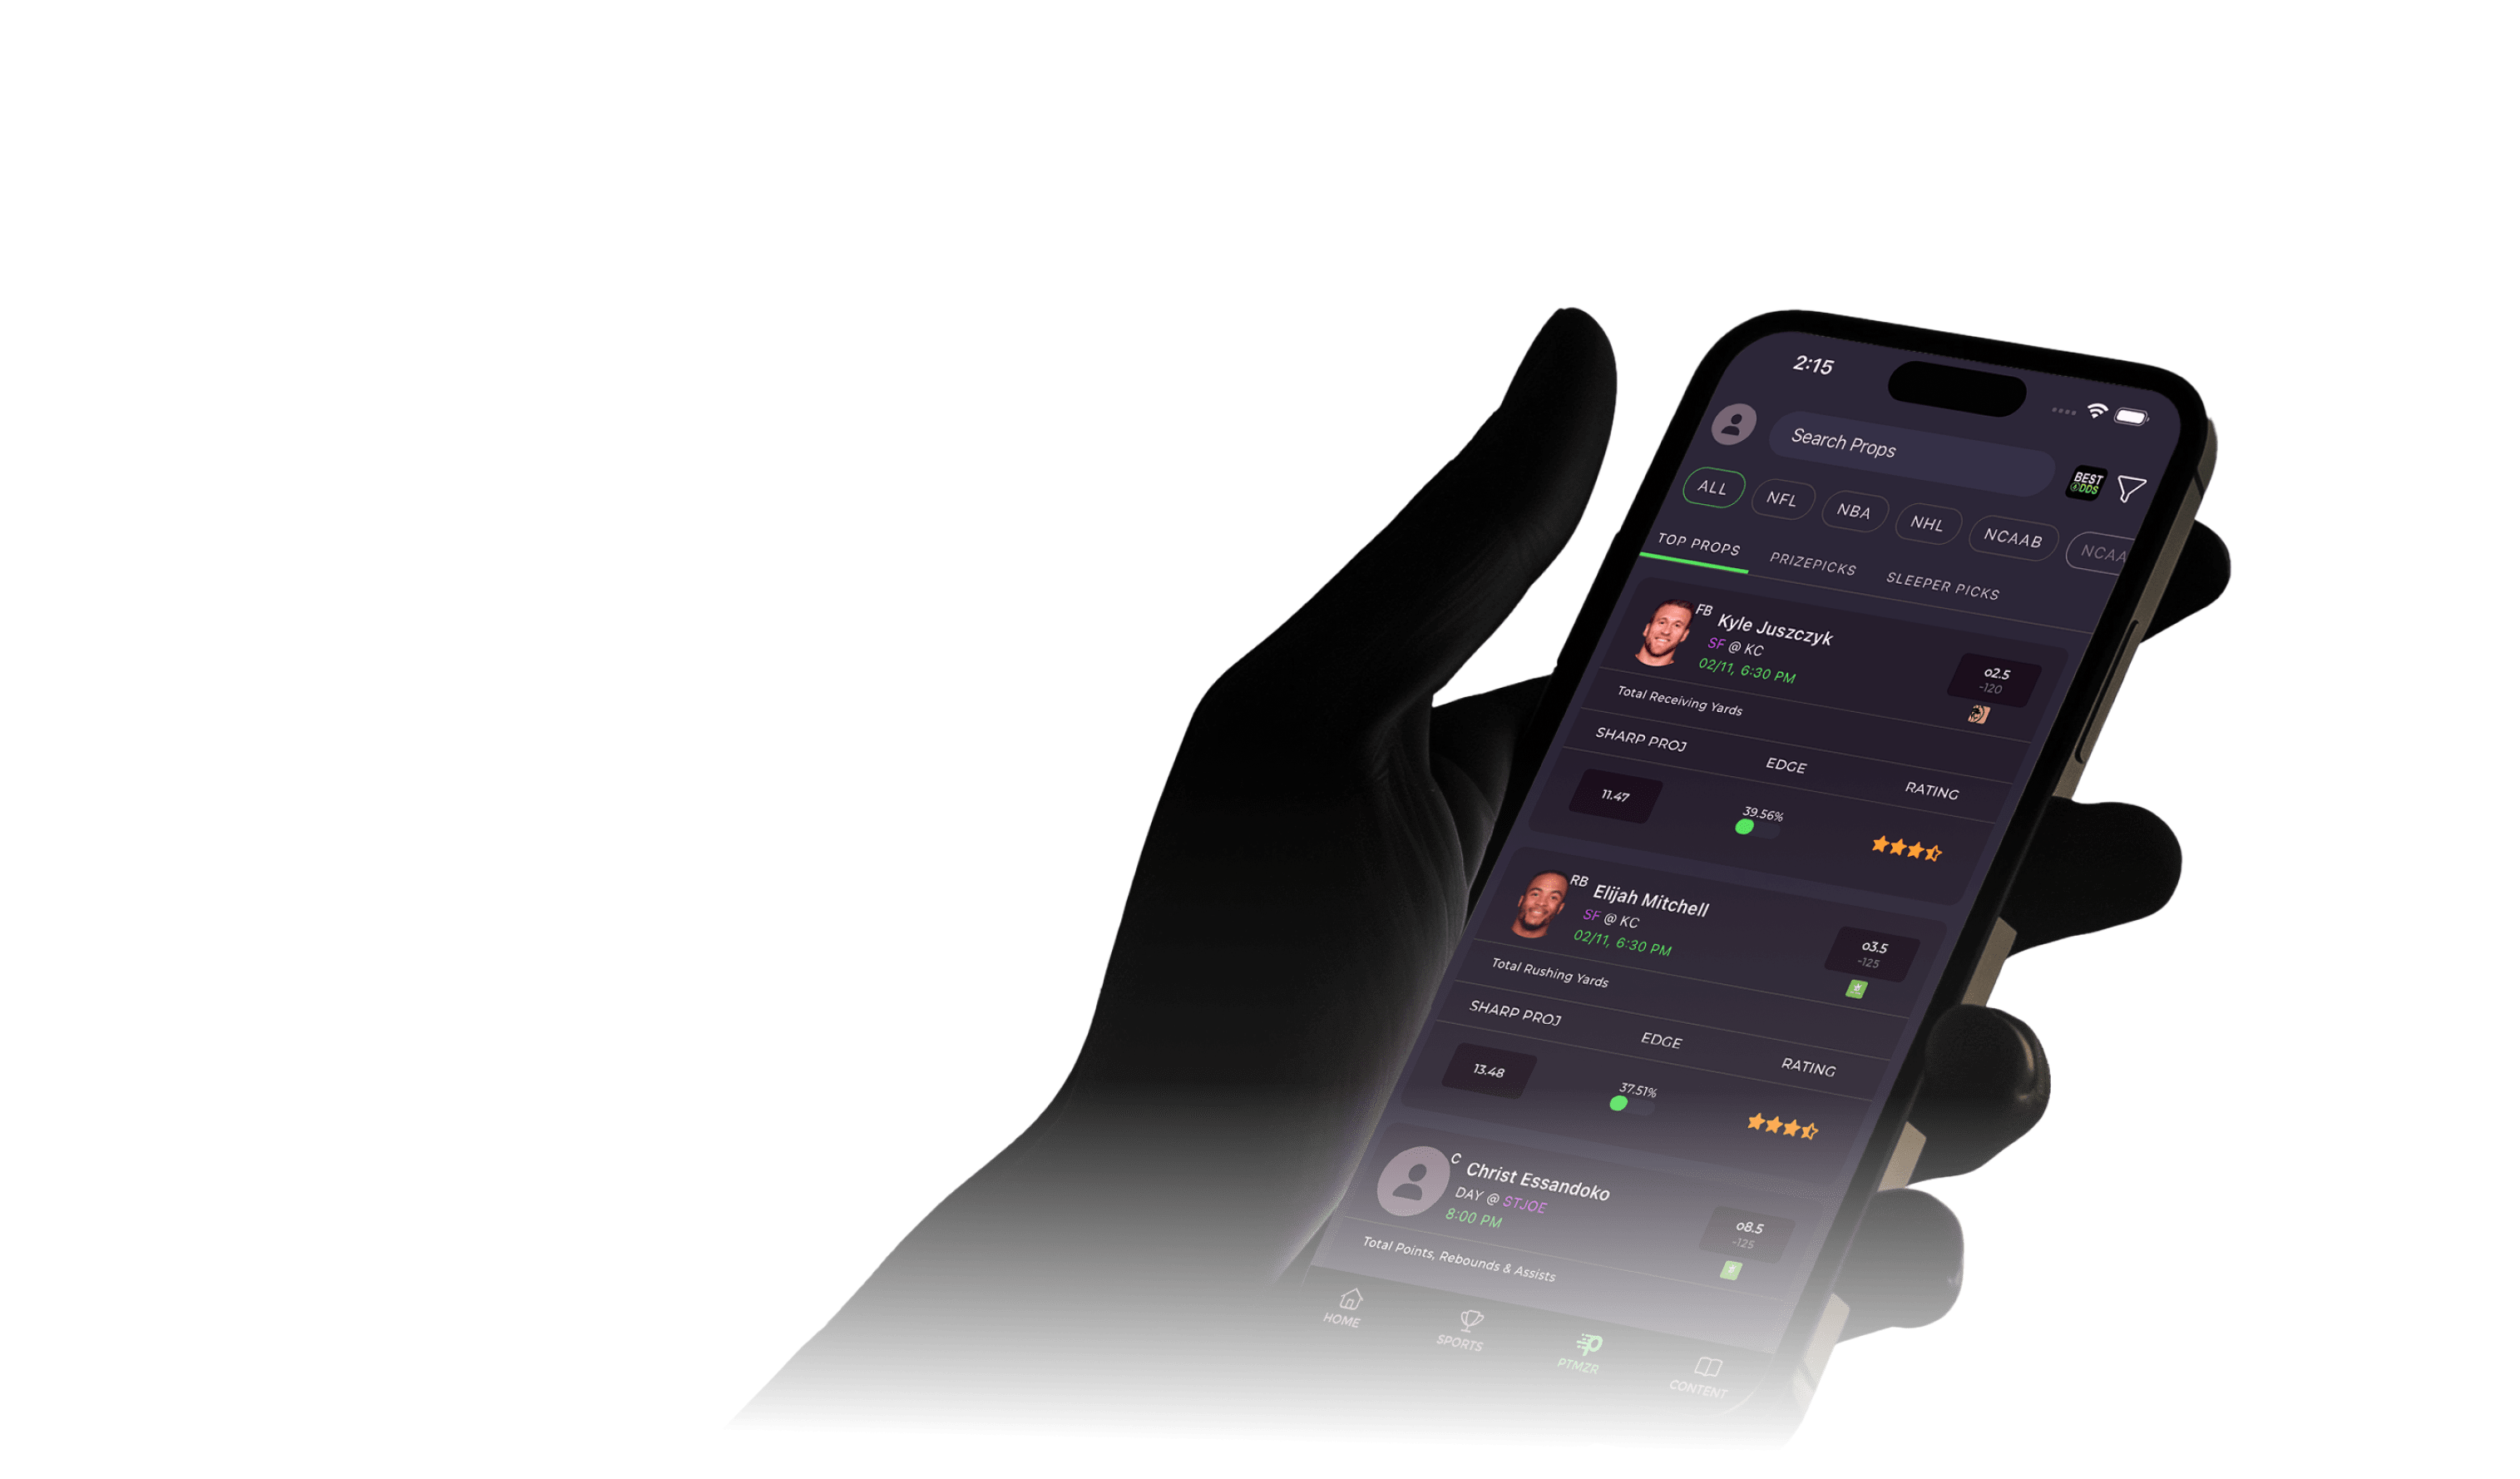 2:15
Search Props
BEST
ODDS
ALL NFL NBA NHL NCAAB NCAA
TOP PROPS PRIZEPICKS SLEEPER PICKS
FB Kyle Juszczyk
SF @ KC
02/11, 6:30 PM
o2.5
-120
Total Receiving Yards
SHARP PROJ EDGE RATING
11.47 39.56%
RB Elijah Mitchell
SF @ KC
02/11, 6:30 PM
o3.5
-125
Total Rushing Yards
SHARP PROJ EDGE RATING
13.48 37.51%
C Christ Essandoko
DAY @ STJOE
8:00 PM
o8.5
-125
Total Points, Rebounds & Assists
HOME SPORTS PTMZR CONTENT